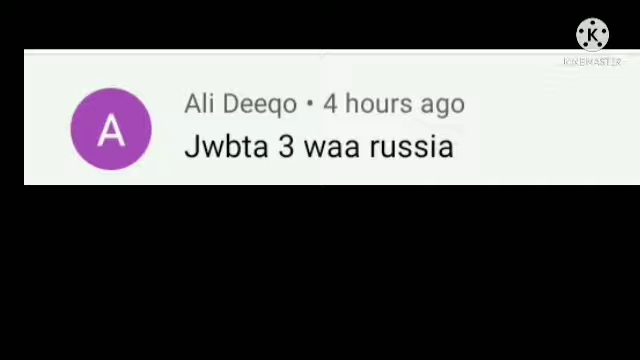 K
KINEMASTER
A
Ali Deeqo • 4 hours ago
Jwbta 3 waa russia